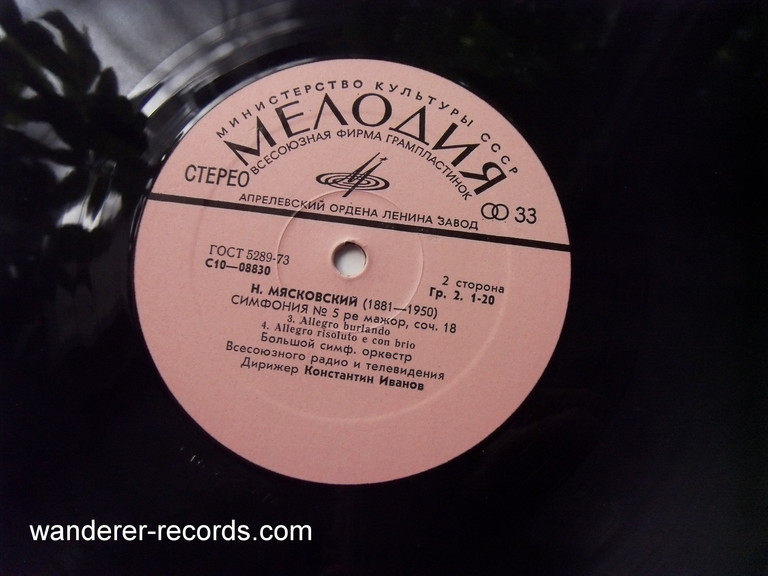 МИНИСТЕРСТВО КУЛЬТУРЫ СССР
МЕЛОДИЯ
ВСЕСОЮЗНАЯ ФИРМА ГРАМПЛАСТИНОК
СТЕРЕО
АПРЕЛЕВСКИЙ ОРДЕНА ЛЕНИНА ЗАВОД
33
ГОСТ 5289-73
С10—08830
2 сторона
Гр. 2. 1-20
Н. МЯСКОВСКИЙ (1881—1950)
СИМФОНИЯ № 5 ре мажор, соч. 18
3. Allegro burlando
4. Allegro risoluto e con brio
Большой симф. оркестр
Всесоюзного радио и телевидения
Дирижер Константин Иванов
wanderer-records.com